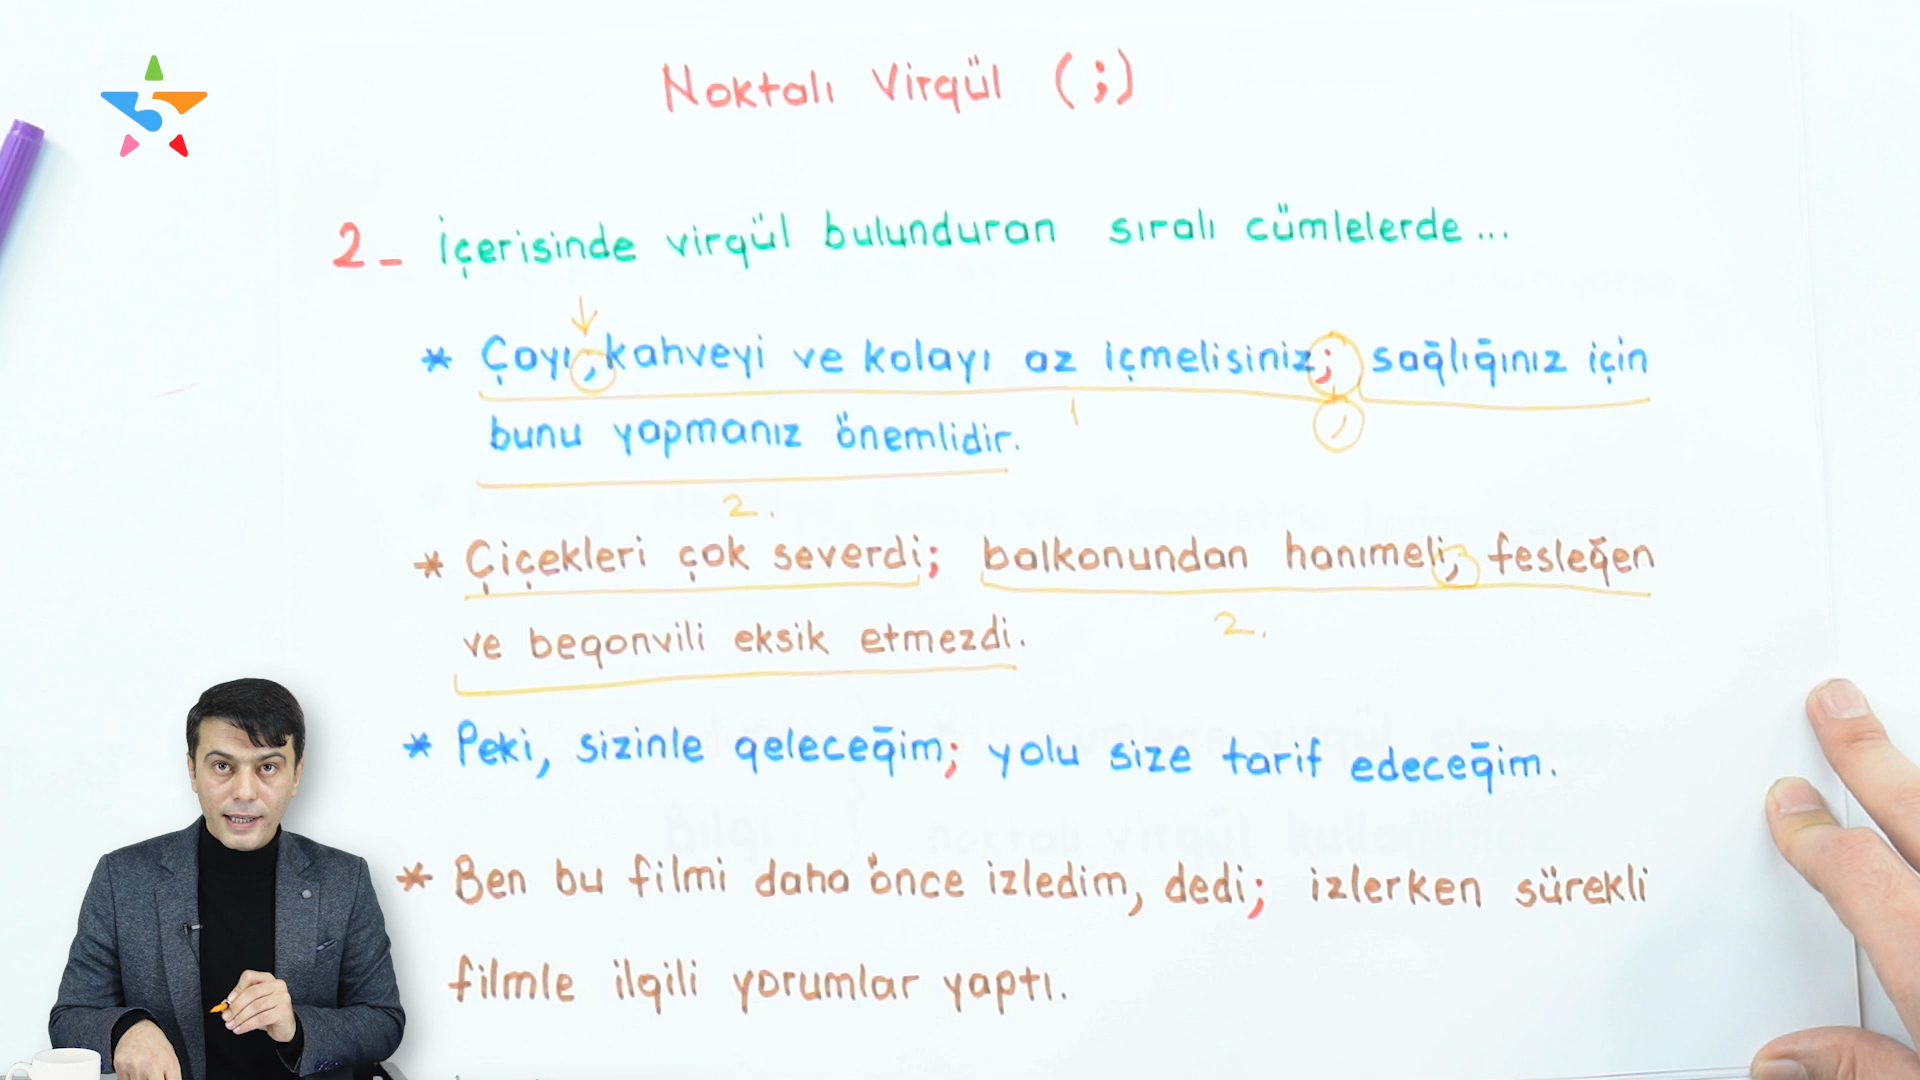 Noktalı Virgül (;)
2- İçerisinde virgül bulunduran sıralı cümlelerde...
* Çayı, kahveyi ve kolayı az içmelisiniz; sağlığınız için
1
,
bunu yapmanız önemlidir.
2.
* Çiçekleri çok severdi; balkonundan hanımeli, fesleğen
2.
ve begonvili eksik etmezdi.
* Peki, sizinle geleceğim; yolu size tarif edeceğim.
* Ben bu filmi daha önce izledim, dedi; izlerken sürekli
filmle ilgili yorumlar yaptı.